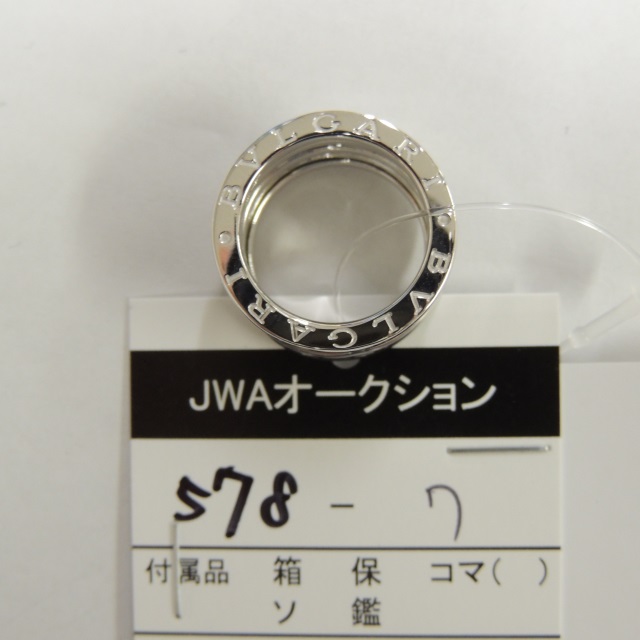 BVLGARI • BVLGARI •
JWAオークション
578 - 7
付属品 箱 保 コマ( )
ソ 鑑